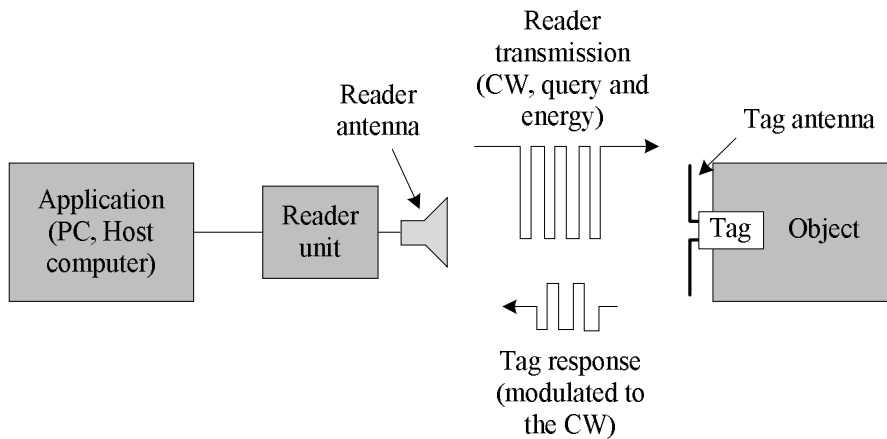 Reader
transmission
(CW, query and
energy)
Reader
antenna
Tag antenna
Application
(PC, Host
computer)
Reader
unit
Tag
Object
Tag response
(modulated to
the CW)